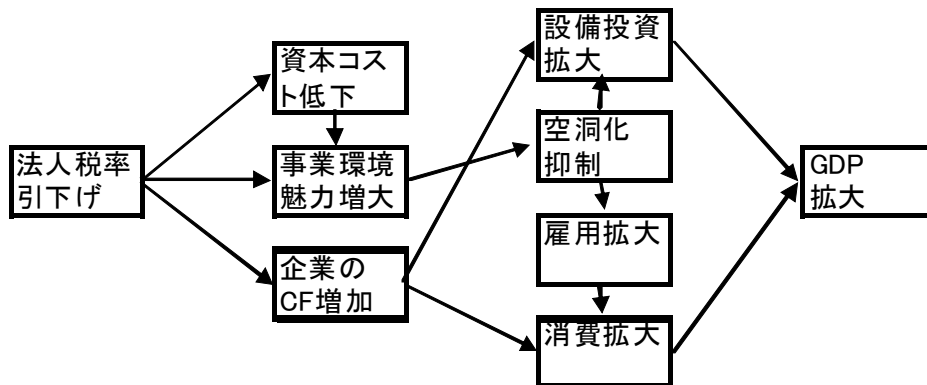 法人税率
引下げ
資本コス
ト低下
事業環境
魅力増大
企業の
CF増加
設備投資
拡大
空洞化
抑制
雇用拡大
消費拡大
GDP
拡大